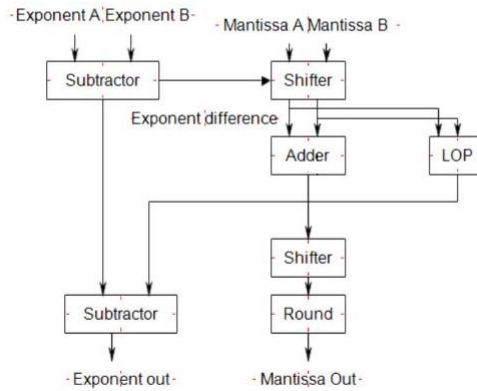 Exponent A Exponent B
Mantissa A Mantissa B
Subtractor
Shifter
Exponent difference
Adder
LOP
Shifter
Subtractor
Round
Exponent out
Mantissa Out